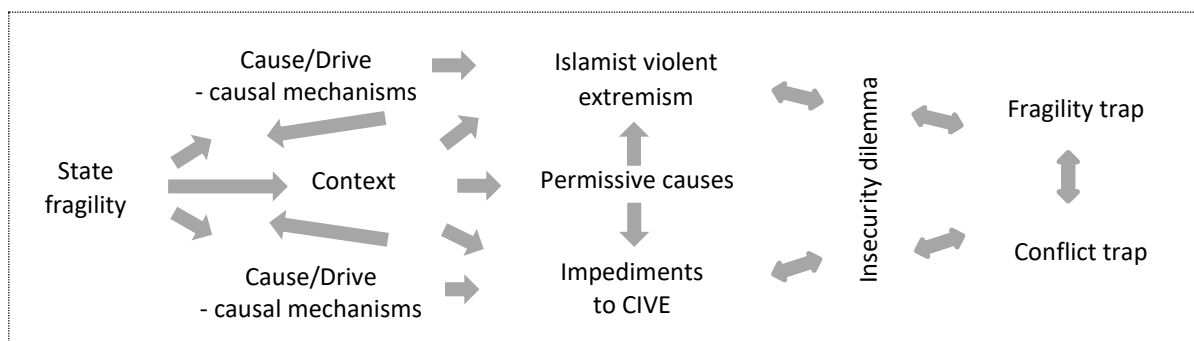 Cause/Drive
- causal mechanisms
Islamist violent
extremism
State
fragility
Context
Permissive causes
Cause/Drive
- causal mechanisms
Impediments
to CIVE
Insecurity dilemma
Fragility trap
Conflict trap